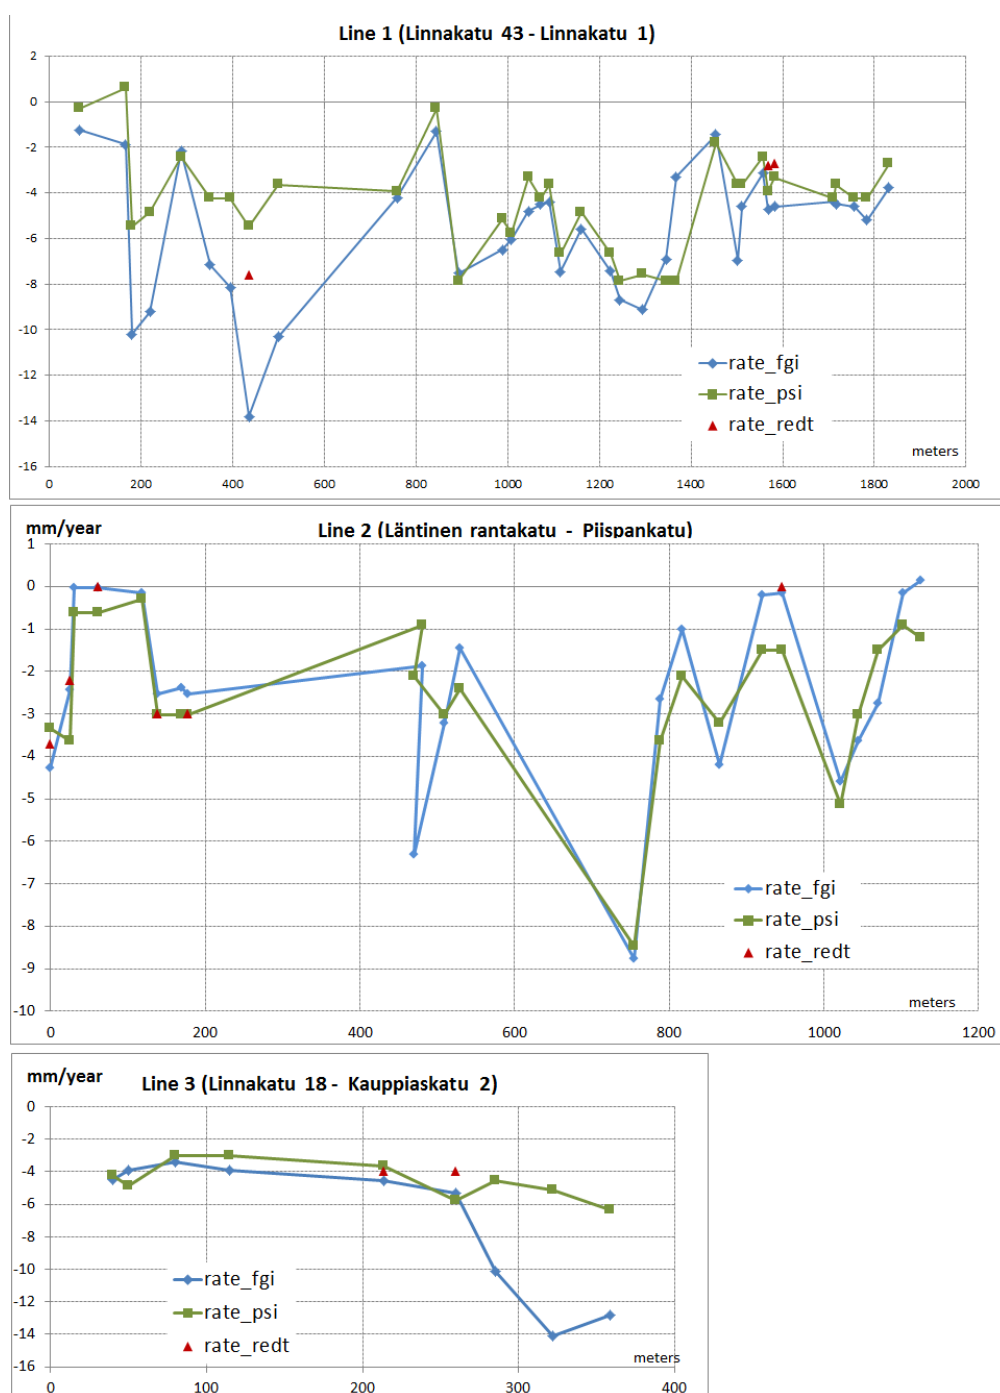 Line 1 (Linnakatu 43 - Linnakatu 1)
2
0
-2
-4
-6
-8
-10
-12
-14
-16
rate_fgi
rate_psi
rate_redt
meters
0 200 400 600 800 1000 1200 1400 1600 1800 2000
mm/year
Line 2 (Läntinen rantakatu - Piispankatu)
1
0
-1
-2
-3
-4
-5
-6
-7
-8
-9
-10
rate_fgi
rate_psi
rate_redt
meters
0 200 400 600 800 1000 1200
mm/year
Line 3 (Linnakatu 18 - Kauppiaskatu 2)
0
-2
-4
-6
-8
-10
-12
-14
-16
rate_fgi
rate_psi
rate_redt
meters
0 100 200 300 400